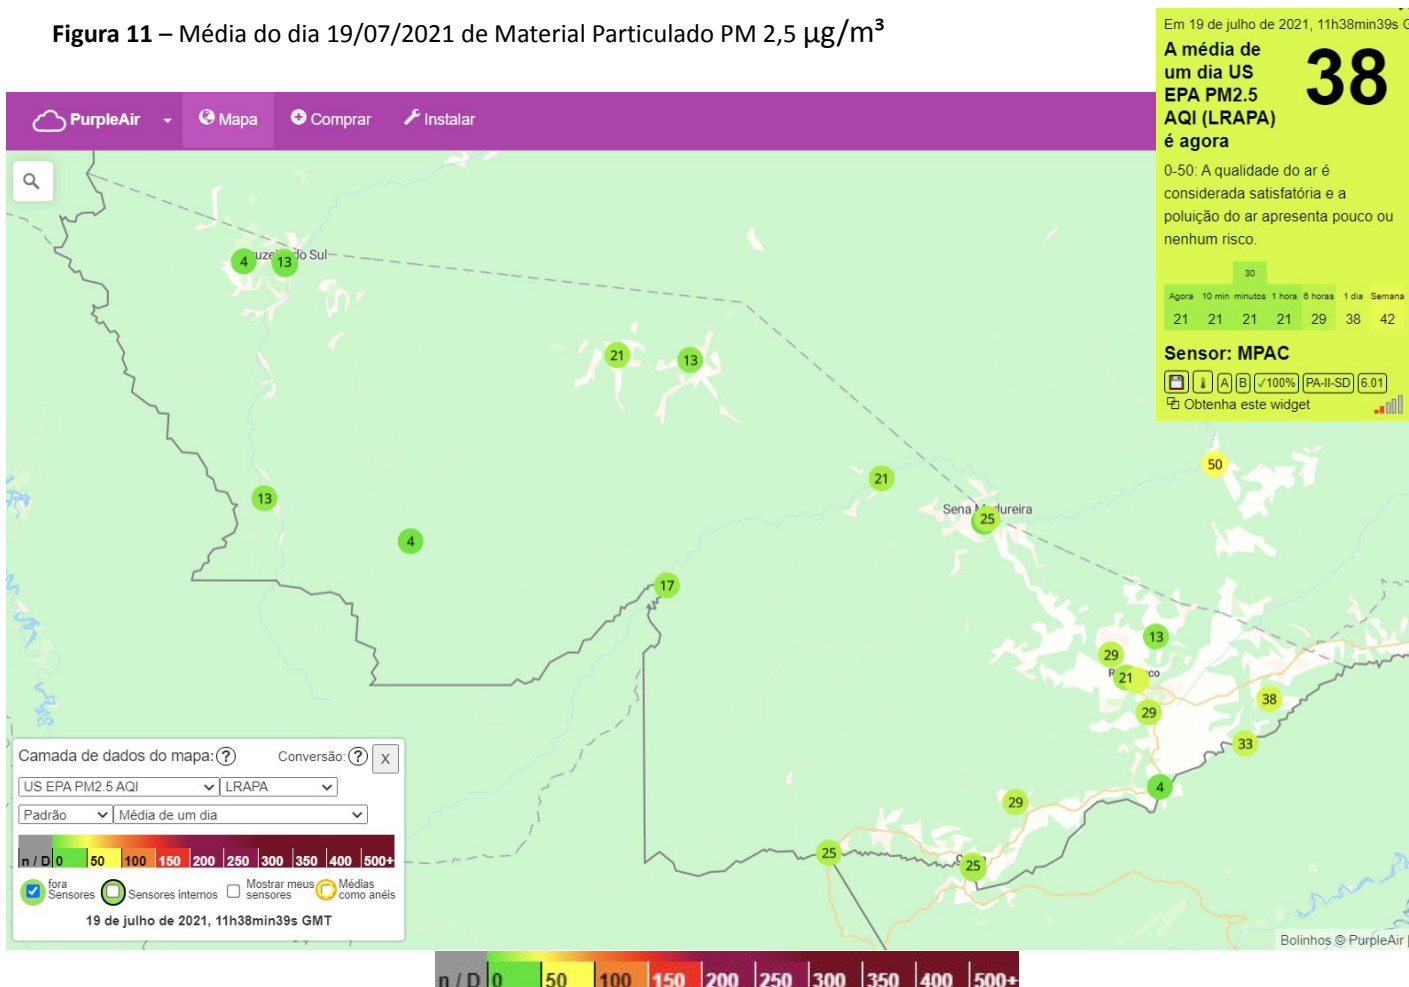 Figura 11 – Média do dia 19/07/2021 de Material Particulado PM 2,5 µg/m³
Em 19 de julho de 2021, 11h38min39s
A média de
um dia US
EPA PM2.5
AQI (LRAPA)
é agora
38
0-50: A qualidade do ar é
considerada satisfatória e a
poluição do ar apresenta pouco ou
nenhum risco.
30
Agora 10 min minutos 1 hora 6 horas 1 dia Semana
21 21 21 21 29 38 42
Sensor: MPAC
A B ✓100% PA-II-SD 6.01
Obtenha este widget
PurpleAir Mapa Comprar Instalar
4 13 do Sul
21 13
50
21
13
Sena Madureira
25
4
17
13
29
21 co
38
29
33
4
29
25
25
Camada de dados do mapa: ? Conversão: ? X
US EPA PM2.5 AQI LRAPA
Padrão Média de um dia
n / D 0 50 100 150 200 250 300 350 400 500+
fora
Sensores
Sensores internos
Mostrar meus
sensores
Médias
como anéis
19 de julho de 2021, 11h38min39s GMT
Bolinhos © PurpleAir |
n / D 0 50 100 150 200 250 300 350 400 500+